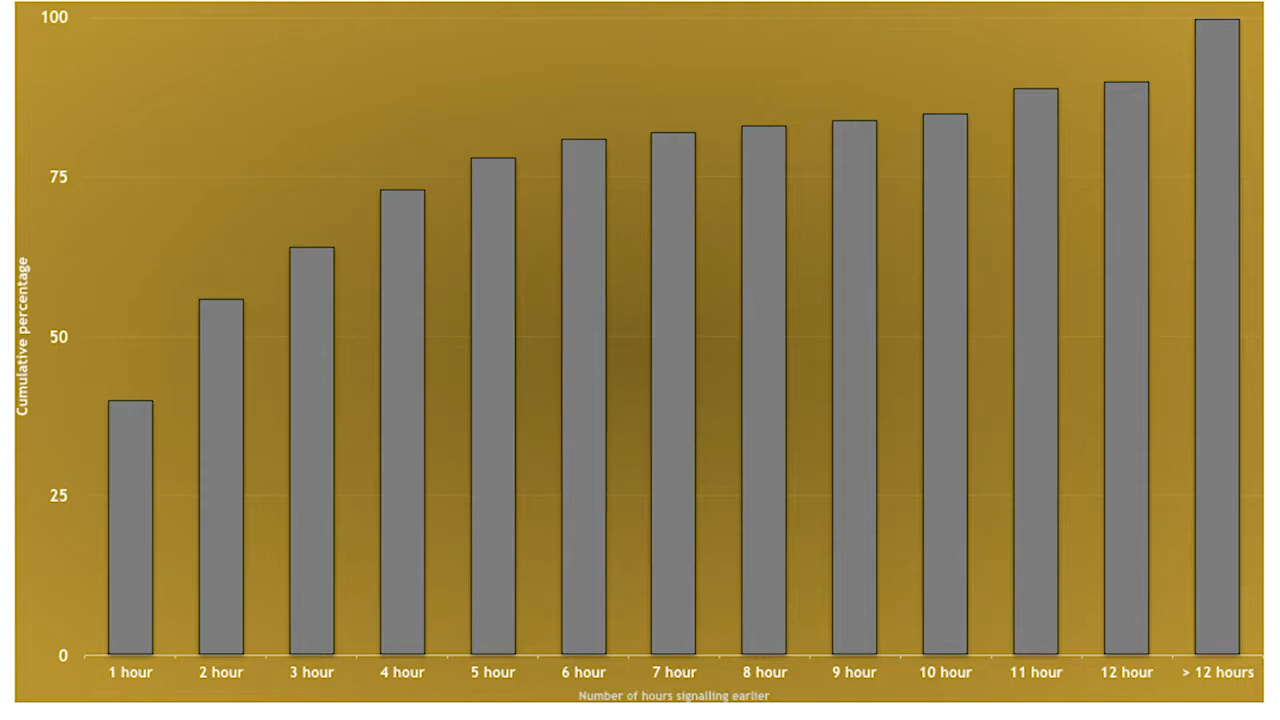 100
75
50
25
0
Cumulative percentage
1 hour
2 hour
3 hour
4 hour
5 hour
6 hour
7 hour
8 hour
9 hour
10 hour
11 hour
12 hour
> 12 hours
Number of hours signalling earlier